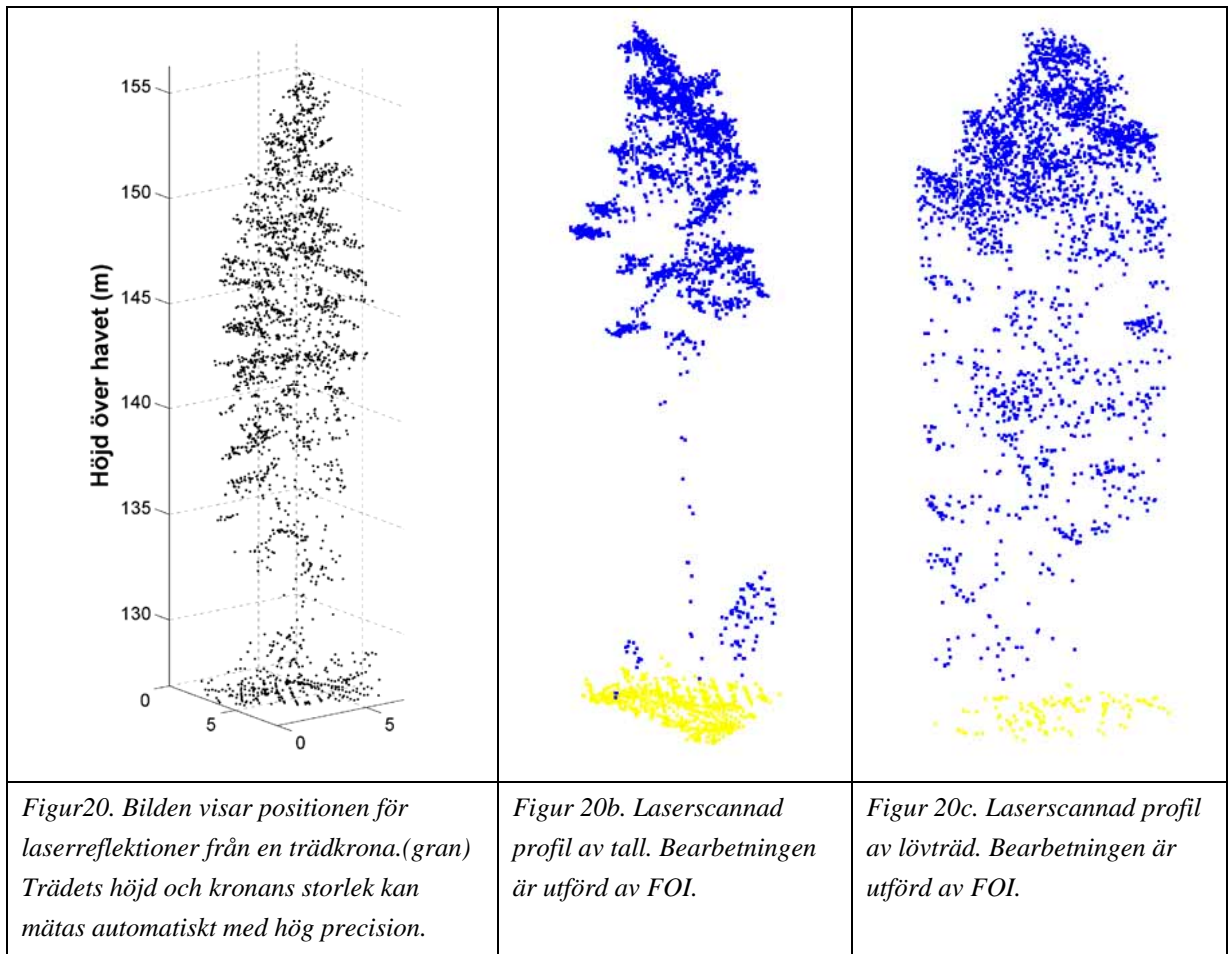 155
150
145
140
135
130
0
5
0
5
Höjd över havet (m)
Figur20. Bilden visar positionen för
laserreflektioner från en trädkrona.(gran)
Trädets höjd och kronans storlek kan
mätas automatiskt med hög precision.
Figur 20b. Laserscannad
profil av tall. Bearbetningen
är utförd av FOI.
Figur 20c. Laserscannad profil
av lövträd. Bearbetningen är
utförd av FOI.